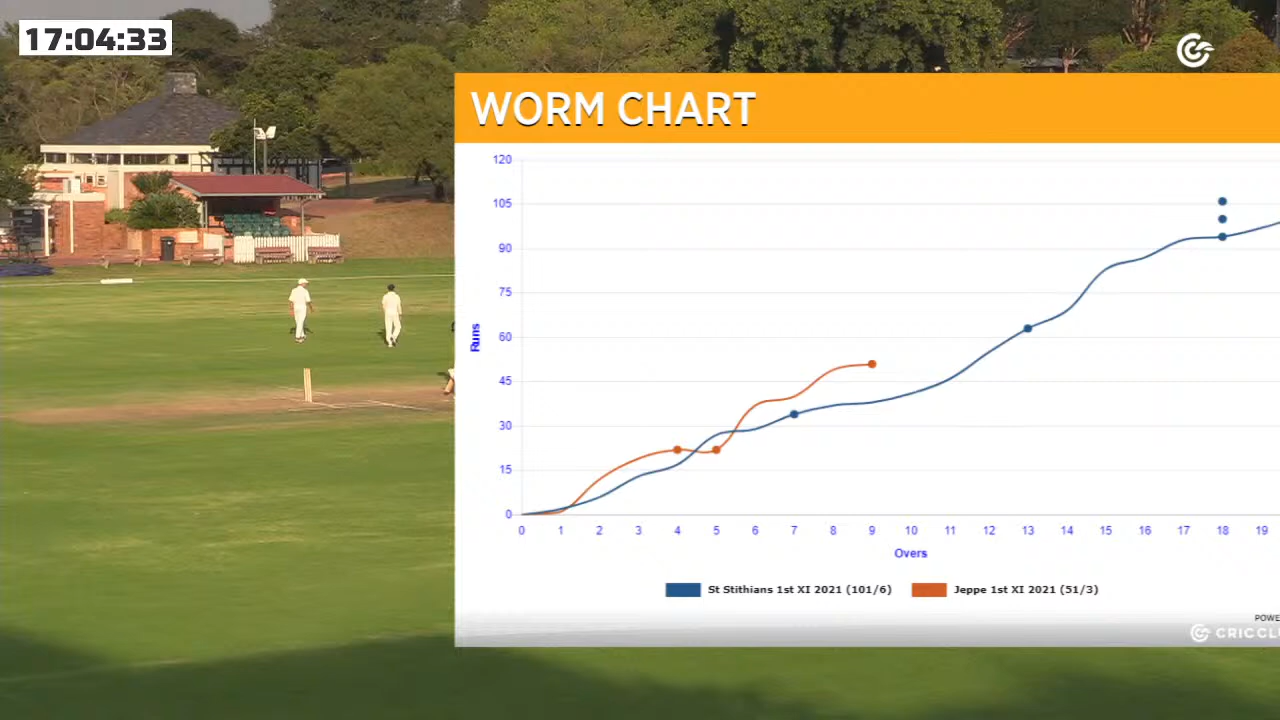 17:04:33
WORM CHART
120
105
90
75
60
45
30
15
0
Runs
0 1 2 3 4 5 6 7 8 9 10 11 12 13 14 15 16 17 18 19
Overs
St Stithians 1st XI 2021 (101/6) Jeppe 1st XI 2021 (51/3)
POWE
CRICCL